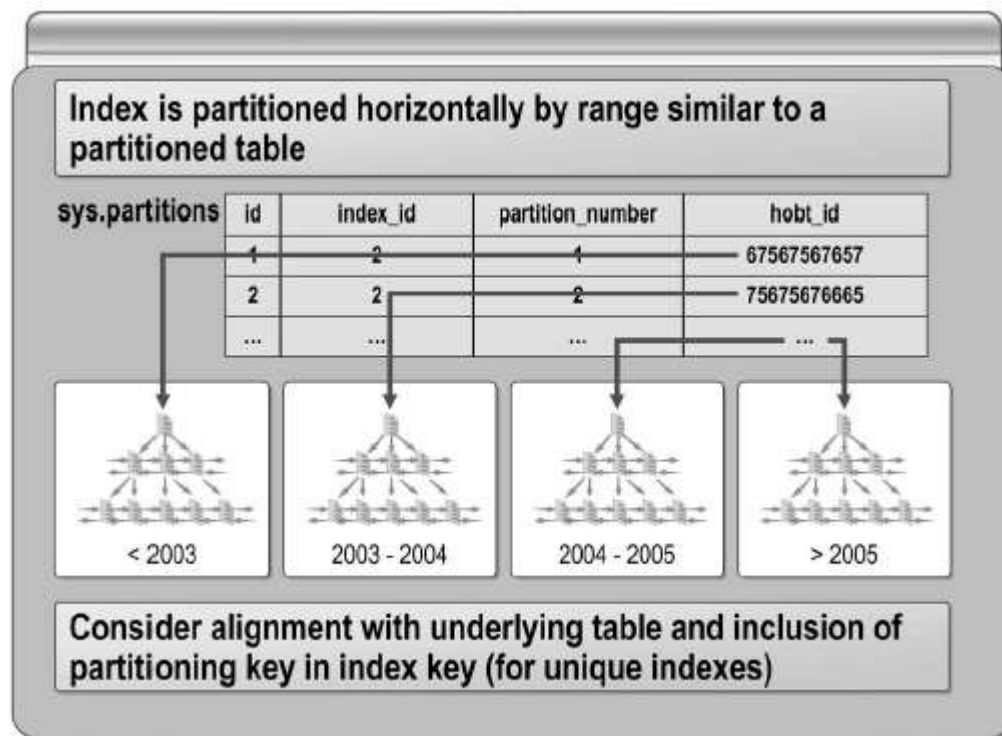 Index is partitioned horizontally by range similar to a
partitioned table
sys.partitions
id index_id partition_number hobt_id
1 2 1 67567567657
2 2 2 75675676665
... ... ... ...
< 2003
2003 - 2004
2004 - 2005
> 2005
Consider alignment with underlying table and inclusion of
partitioning key in index key (for unique indexes)